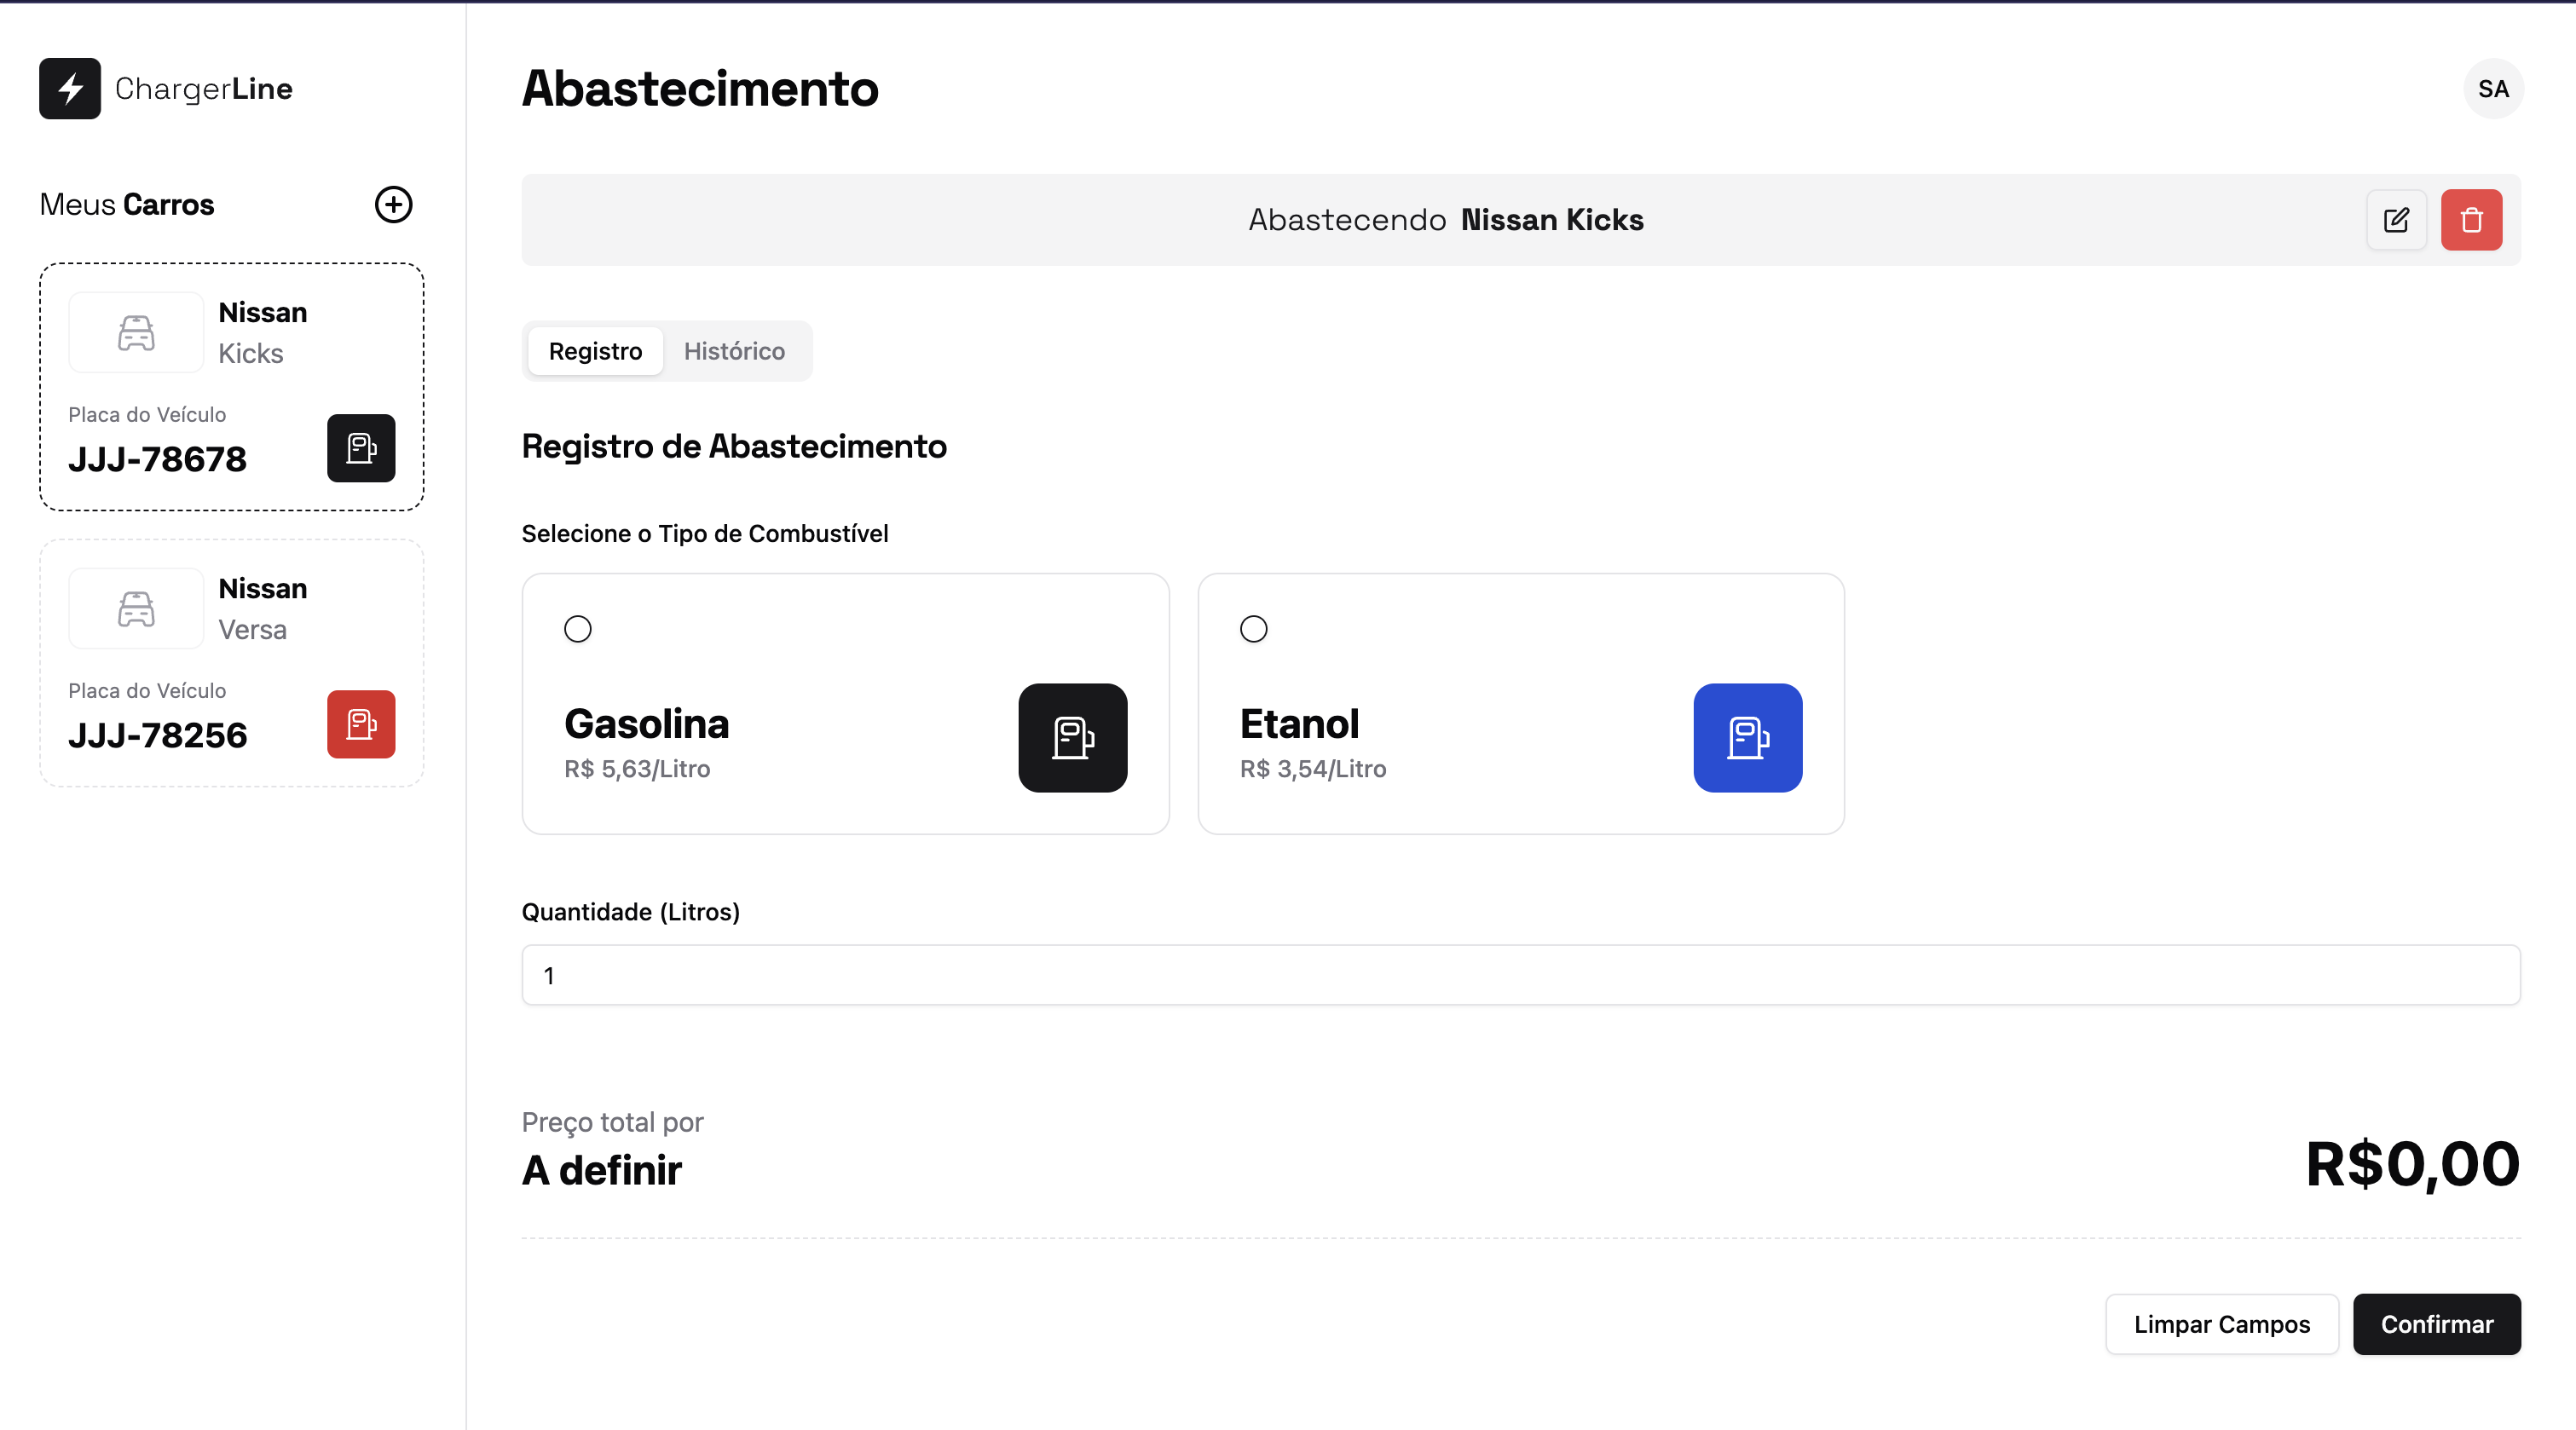 ChargerLine
Meus Carros
Nissan
Kicks
Placa do Veículo
JJJ-78678
Nissan
Versa
Placa do Veículo
JJJ-78256
Abastecimento
SA
Abastecendo Nissan Kicks
Registro Histórico
Registro de Abastecimento
Selecione o Tipo de Combustível
Gasolina
R$ 5,63/Litro
Etanol
R$ 3,54/Litro
Quantidade (Litros)
1
Preço total por
A definir
R$0,00
Limpar Campos Confirmar